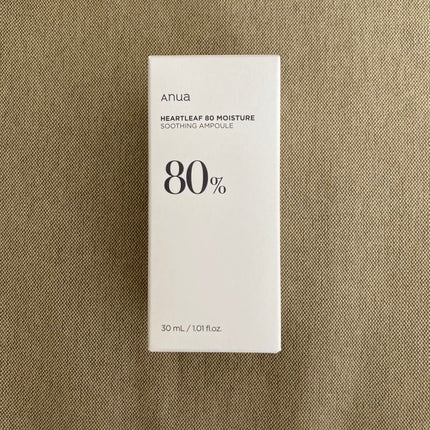 Anua
HEARTLEAF 80 MOISTURE
SOOTHING AMPOULE
80%
30 mL / 1.01 fl.oz.